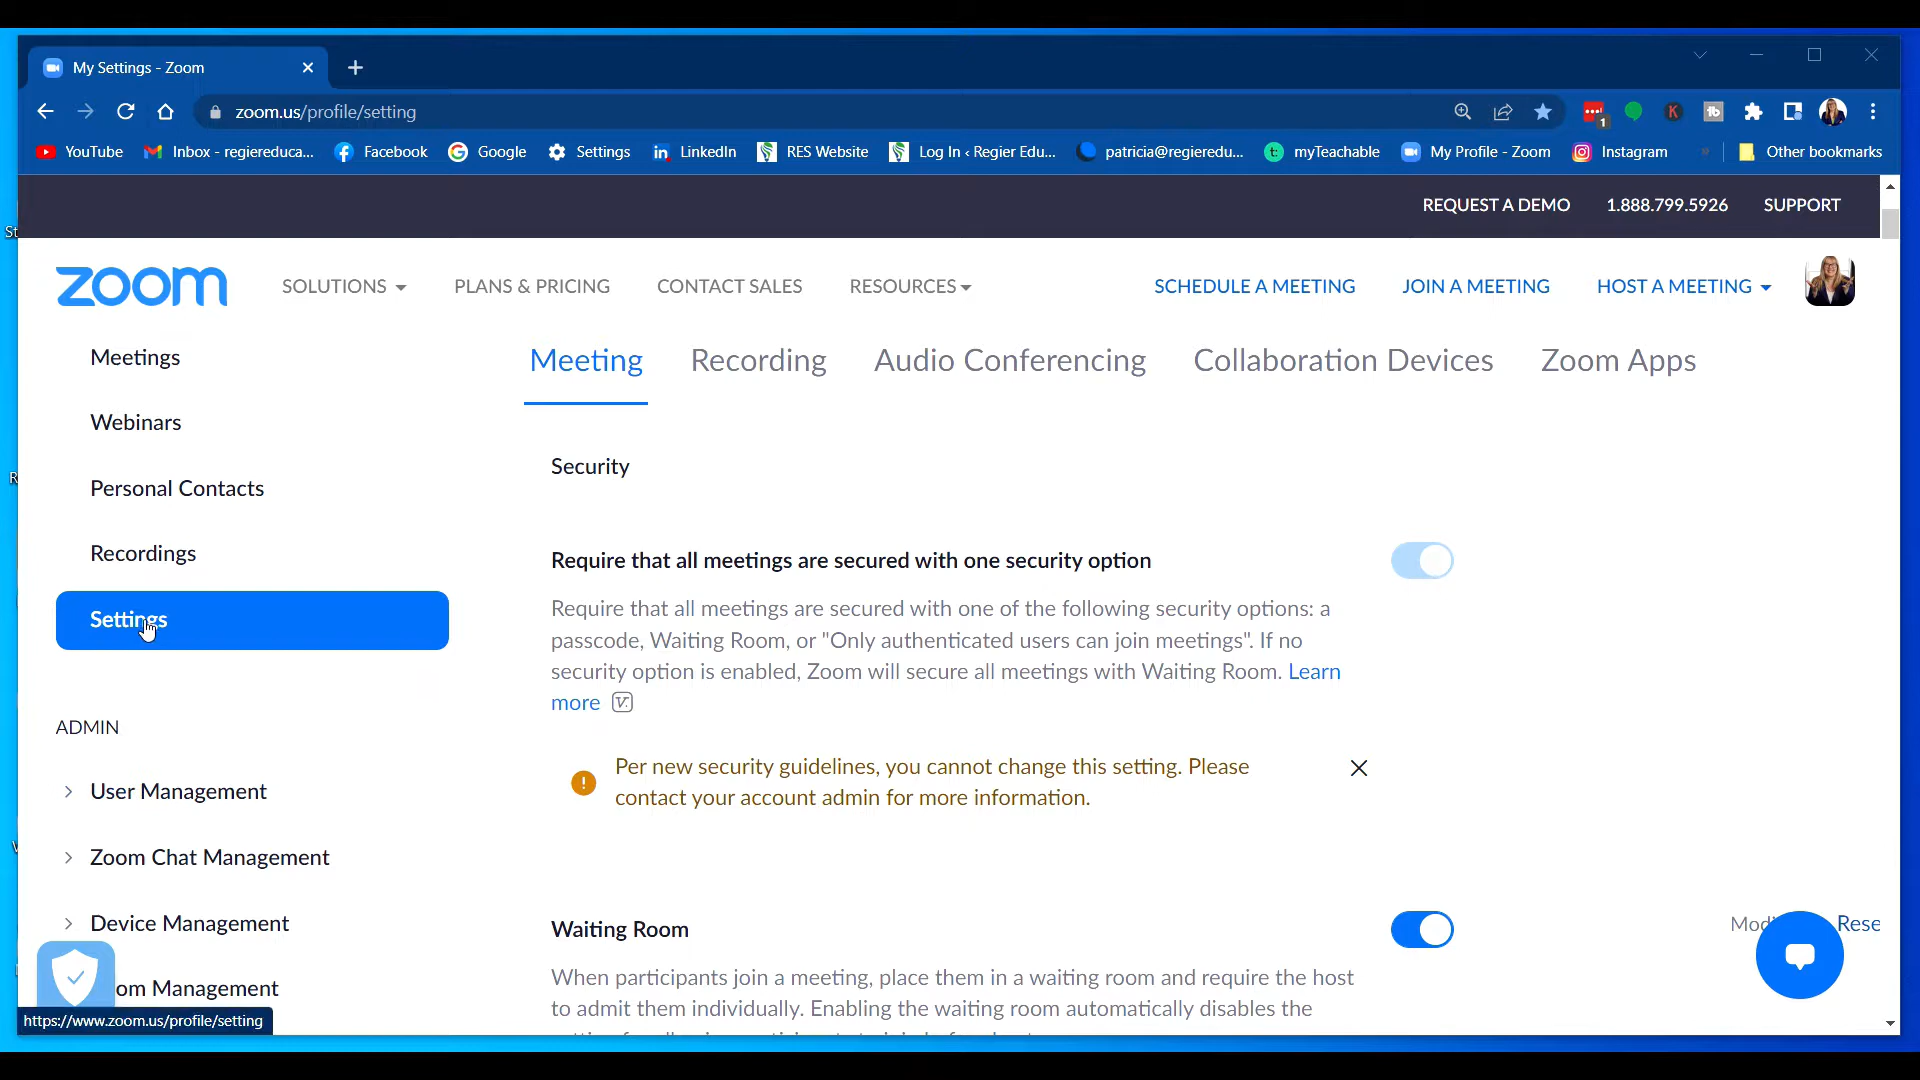 My Settings - Zoom
zoom.us/profile/setting
1
YouTube
Inbox - regiereduca...
Facebook
Google
Settings
LinkedIn
RES Website
Log In ‹ Regier Edu...
patricia@regieredu...
myTeachable
My Profile - Zoom
Instagram
»
Other bookmarks
REQUEST A DEMO
1.888.799.5926
SUPPORT
zoom
SOLUTIONS
PLANS & PRICING
CONTACT SALES
RESOURCES
SCHEDULE A MEETING
JOIN A MEETING
HOST A MEETING
Meetings
Webinars
Personal Contacts
Recordings
Settings
ADMIN
User Management
Zoom Chat Management
Device Management
om Management
https://www.zoom.us/profile/setting
Meeting
Recording
Audio Conferencing
Collaboration Devices
Zoom Apps
Security
Require that all meetings are secured with one security option
Require that all meetings are secured with one of the following security options: a
passcode, Waiting Room, or "Only authenticated users can join meetings". If no
security option is enabled, Zoom will secure all meetings with Waiting Room. Learn
more
Per new security guidelines, you cannot change this setting. Please
contact your account admin for more information.
Waiting Room
Modi
Rese
When participants join a meeting, place them in a waiting room and require the host
to admit them individually. Enabling the waiting room automatically disables the